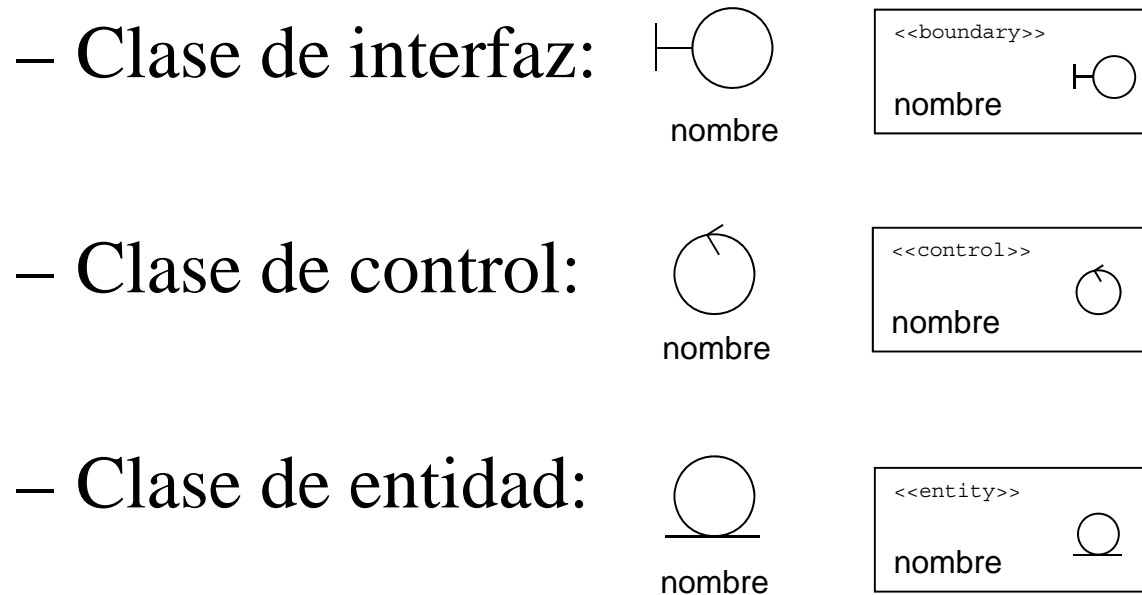 – Clase de interfaz:
nombre
<<boundary>>
nombre
– Clase de control:
nombre
<<control>>
nombre
– Clase de entidad:
nombre
<<entity>>
nombre